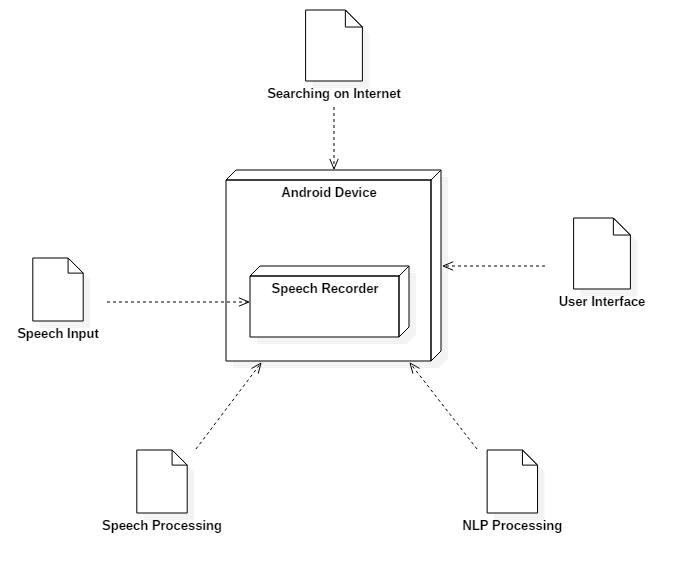 Searching on Internet
Android Device
Speech Recorder
User Interface
Speech Input
Speech Processing
NLP Processing